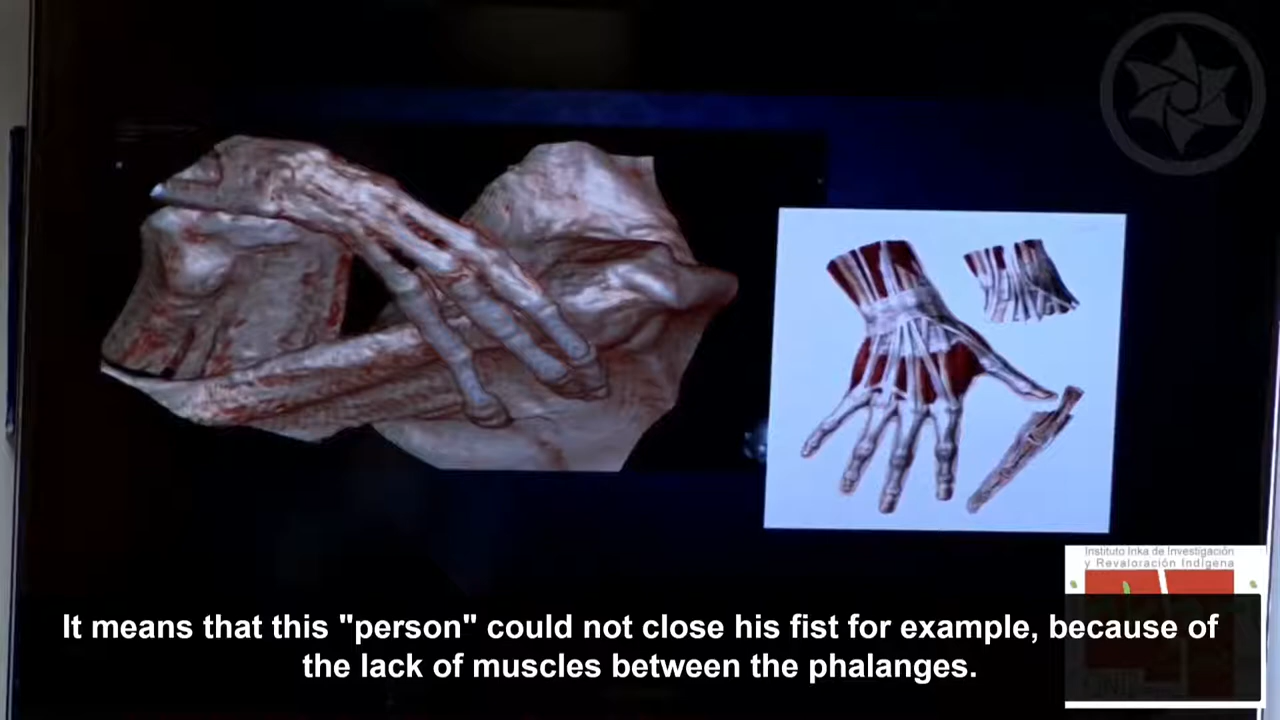 Instituto Inka de Investigación
y Revaloración Indígena
It means that this "person" could not close his fist for example, because of
the lack of muscles between the phalanges.